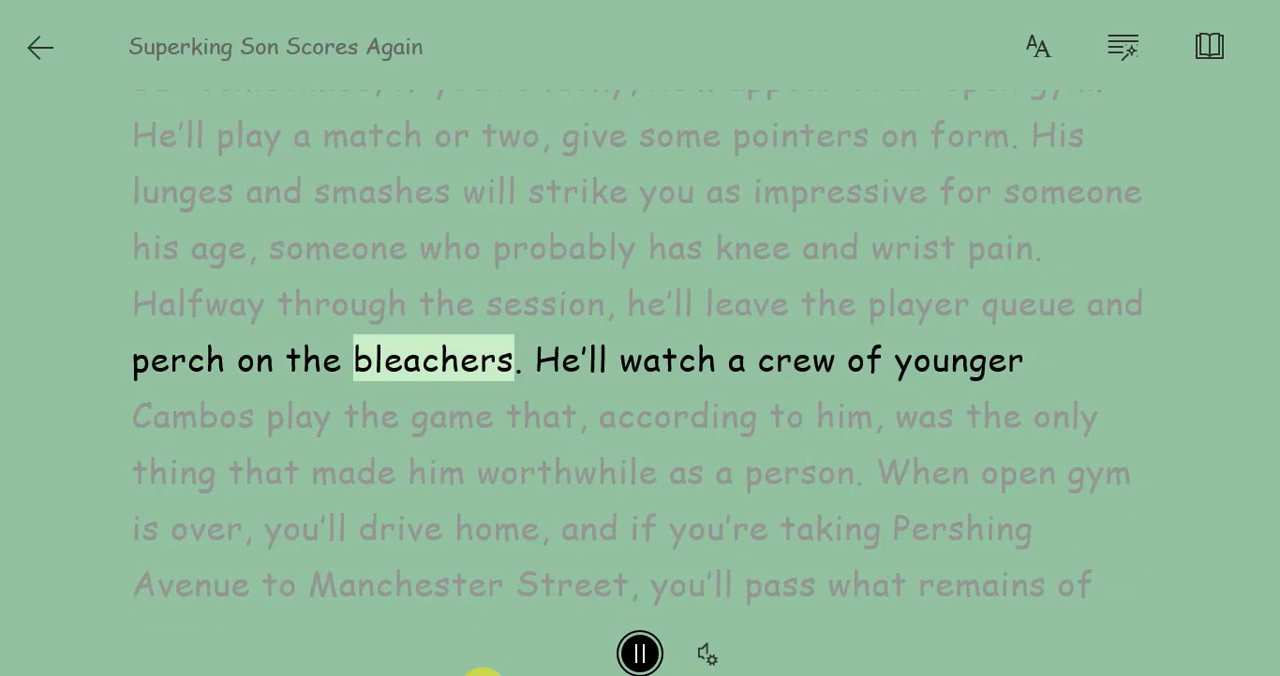 Superking Son Scores Again
He'll play a match or two, give some pointers on form. His
lunges and smashes will strike you as impressive for someone
his age, someone who probably has knee and wrist pain.
Halfway through the session, he'll leave the player queue and
perch on the bleachers. He'll watch a crew of younger
Cambos play the game that, according to him, was the only
thing that made him worthwhile as a person. When open gym
is over, you'll drive home, and if you're taking Pershing
Avenue to Manchester Street, you'll pass what remains of